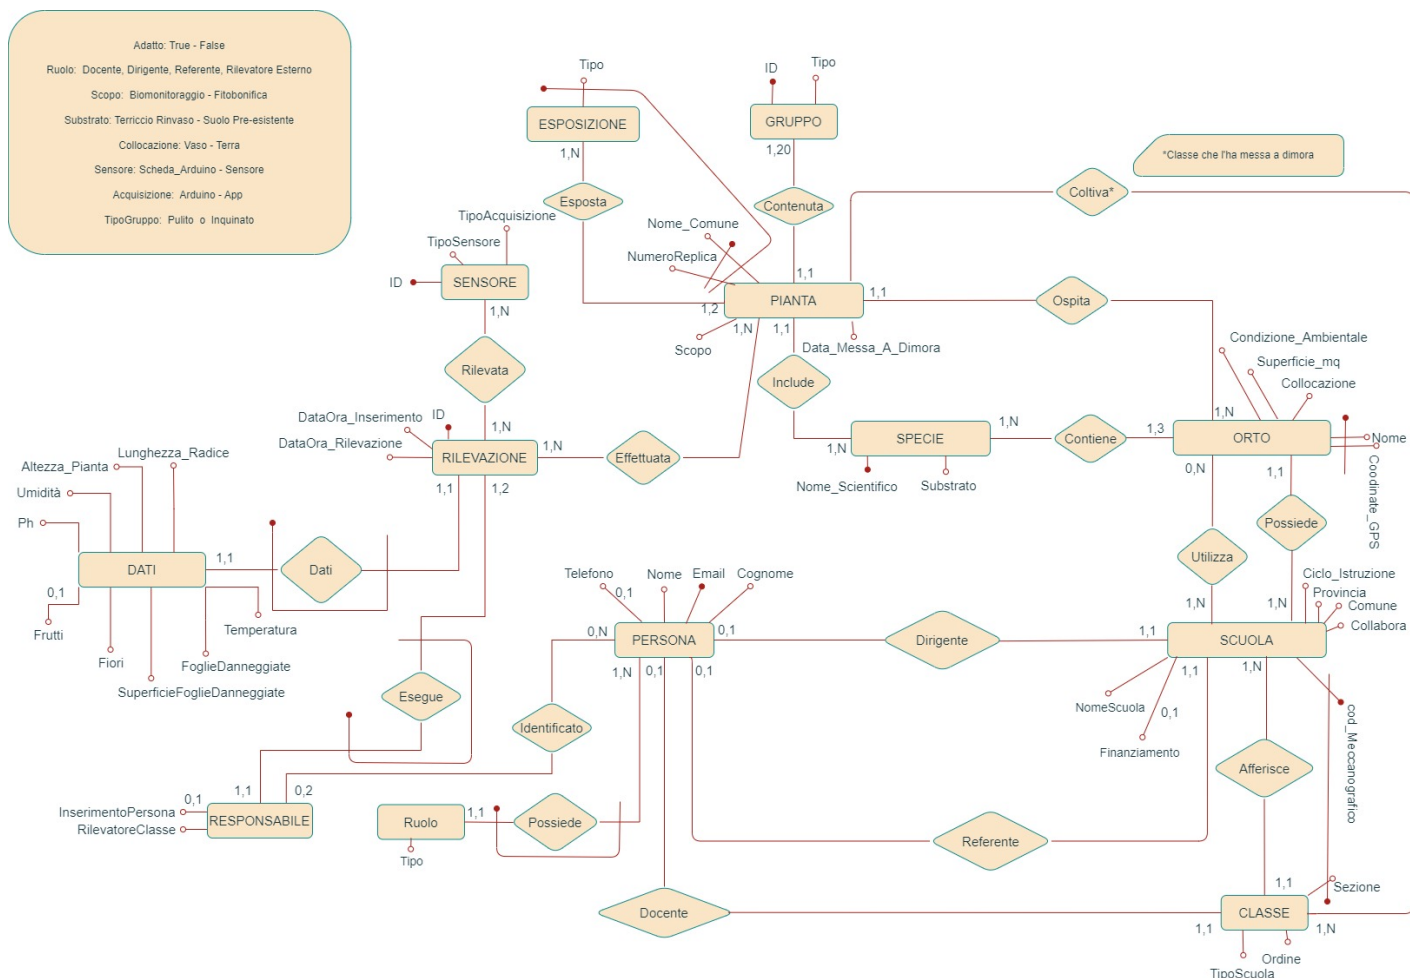 Adatto: True - False
Ruolo: Docente, Dirigente, Referente, Rilevatore Esterno
Scopo: Biomonitoraggio - Fitobonifica
Substrato: Terriccio Rinvaso - Suolo Pre-esistente
Collocazione: Vaso - Terra
Sensore: Scheda_Arduino - Sensore
Acquisizione: Arduino - App
TipoGruppo: Pulito o Inquinato
Tipo
ESPOSIZIONE
1,N
Esposta
1,2
ID
Tipo
GRUPPO
1,20
Contenuta
1,1
*Classe che l'ha messa a dimora
Coltiva*
TipoAcquisizione
TipoSensore
ID
SENSORE
1,N
Rilevata
1,N
Nome_Comune
NumeroReplica
PIANTA
1,1
Ospita
1,N
1,N
1,1
Scopo
Data_Messa_A_Dimora
Include
1,N
Condizione_Ambientale
Superficie_mq
Collocazione
SPECIE
1,N
Contiene
1,3
ORTO
Nome
Coodinate_GPS
Nome_Scientifico
Substrato
DataOra_Inserimento
ID
DataOra_Rilevazione
RILEVAZIONE
1,N
Effettuata
1,1
1,2
0,N
1,1
Utilizza
Possiede
1,N
1,N
Lunghezza_Radice
Altezza_Pianta
Umidità
Ph
DATI
1,1
Dati
0,1
Frutti
Fiori
SuperficieFoglieDanneggiate
FoglieDanneggiate
Temperatura
Telefono
0,1
Nome
Email
Cognome
0,N
PERSONA
0,1
Dirigente
1,1
SCUOLA
Ciclo_Istruzione
Provincia
Comune
Collabora
1,N
0,1
0,1
1,1
1,N
NomeScuola
0,1
Finanziamento
cod_Meccanografico
Esegue
Identificato
Afferisce
1,1
0,2
0,1
InserimentoPersona
RilevatoreClasse
RESPONSABILE
Ruolo
1,1
Possiede
Tipo
Referente
Docente
1,1
CLASSE
Sezione
1,1
1,N
Ordine
TipoScuola